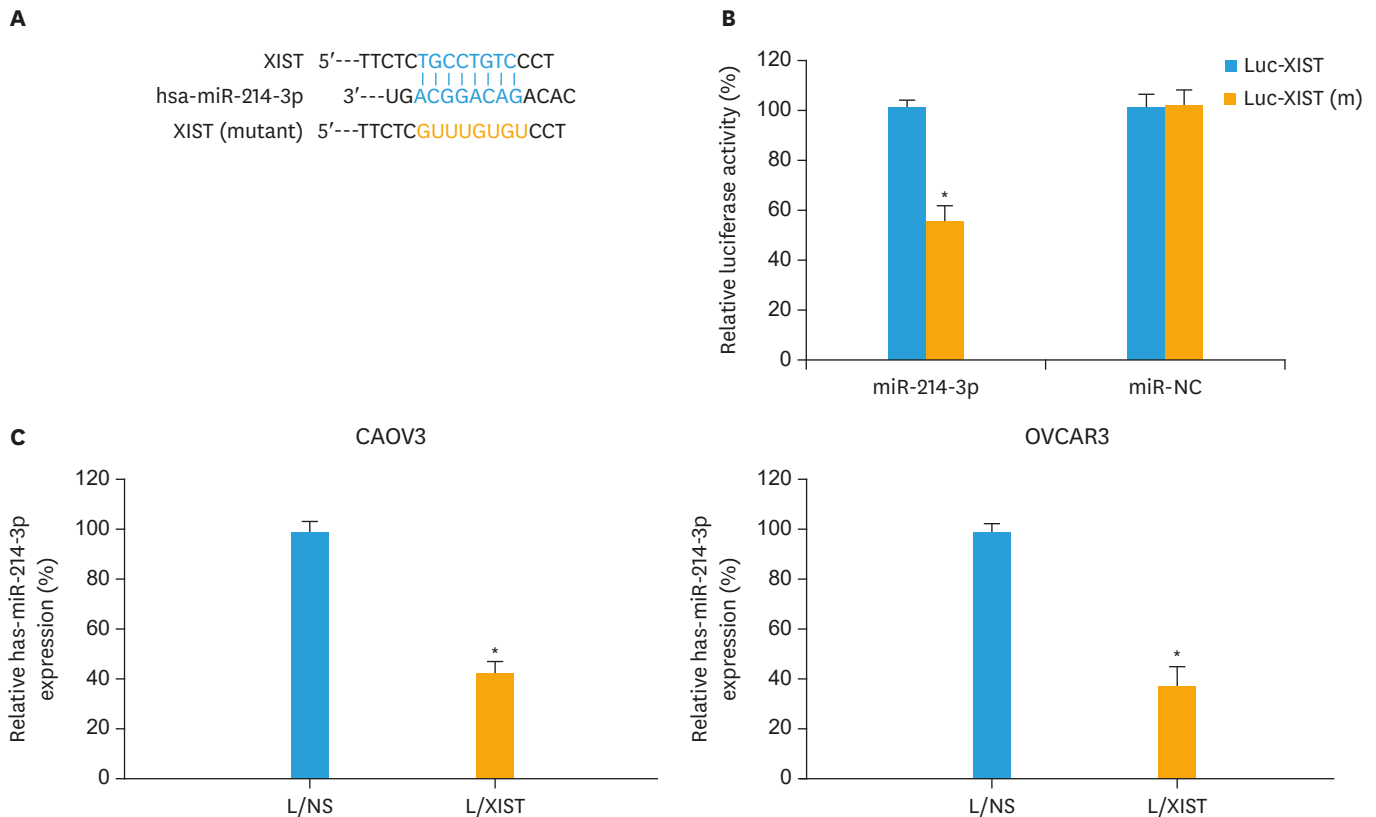 A
XIST 5′---TTCTCTGCCTGTCCCT
hsa-miR-214-3p 3′---UGACGGACAGACAC
XIST (mutant) 5′---TTCTCGUUUGUGUCCT
B
Relative luciferase activity (%)
120
100
80
60
40
20
0
*
miR-214-3p
miR-NC
Luc-XIST
Luc-XIST (m)
C
CAOV3
Relative has-miR-214-3p
expression (%)
120
100
80
60
40
20
0
*
L/NS
L/XIST
OVCAR3
Relative has-miR-214-3p
expression (%)
120
100
80
60
40
20
0
*
L/NS
L/XIST